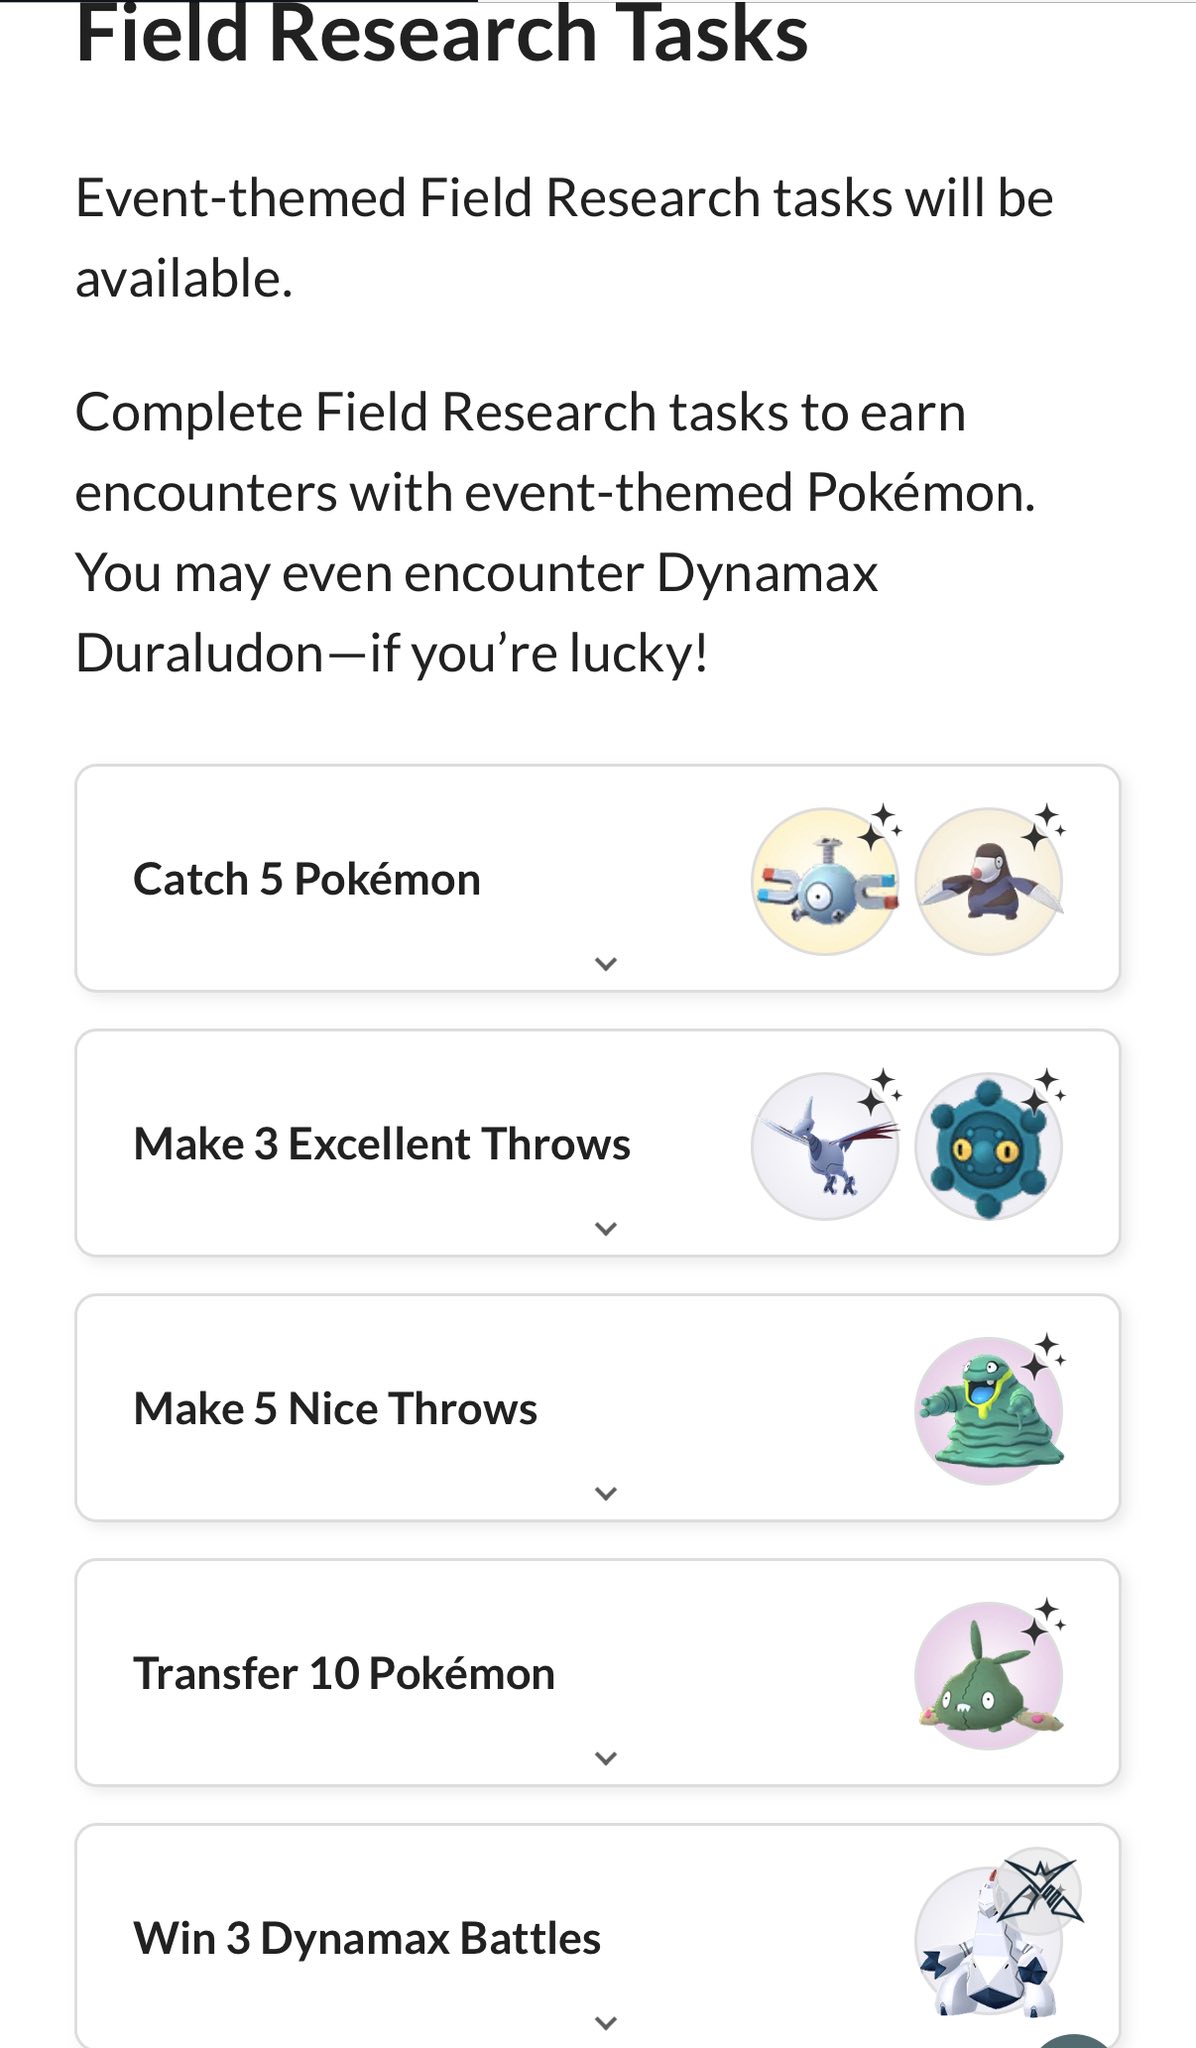 Field Research Tasks
Event-themed Field Research tasks will be
available.
Complete Field Research tasks to earn
encounters with event-themed Pokémon.
You may even encounter Dynamax
Duraludon—if you’re lucky!
Catch 5 Pokémon
Make 3 Excellent Throws
Make 5 Nice Throws
Transfer 10 Pokémon
Win 3 Dynamax Battles